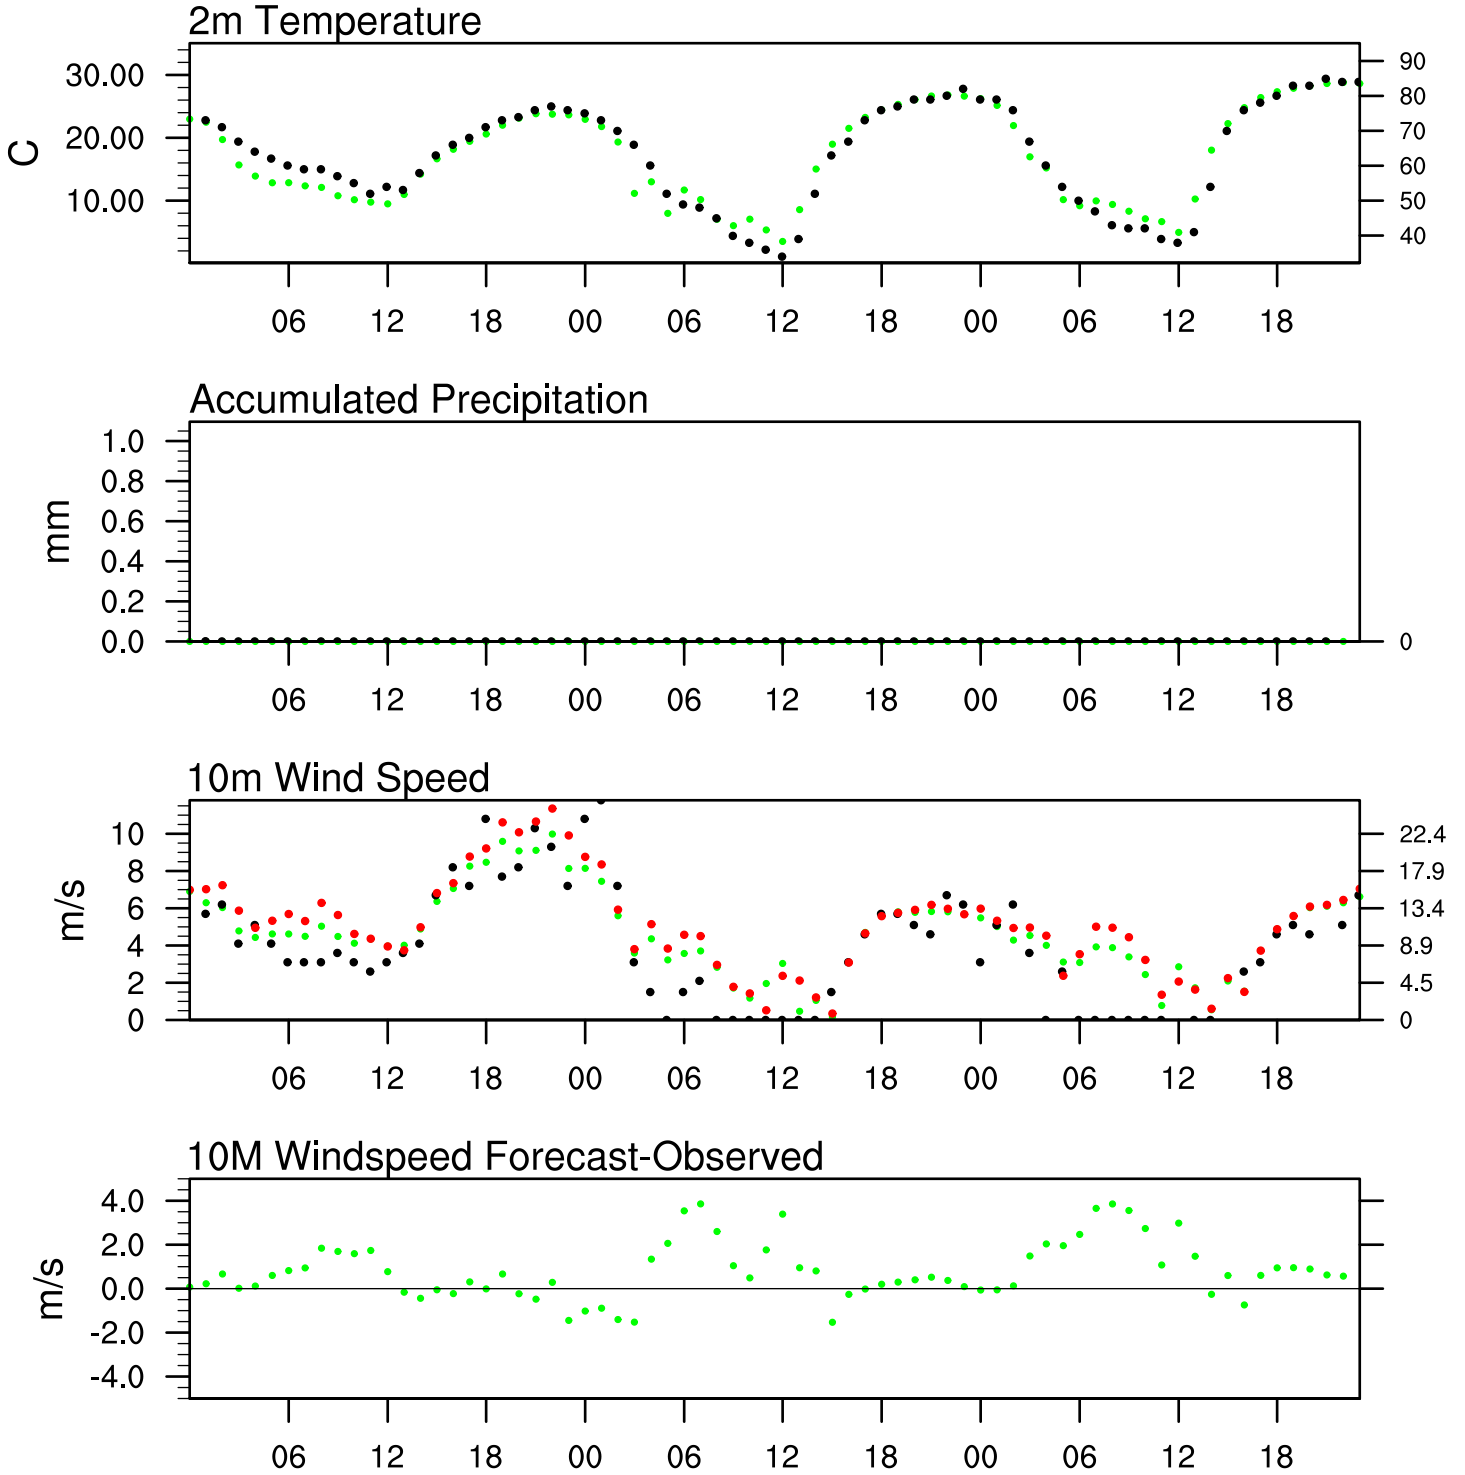 2m Temperature
30.00
20.00
10.00
C
90
80
70
60
50
40
06 12 18 00 06 12 18 00 06 12 18
Accumulated Precipitation
1.0
0.8
0.6
0.4
0.2
0.0
mm
0
06 12 18 00 06 12 18 00 06 12 18
10m Wind Speed
10
8
6
4
2
0
m/s
22.4
17.9
13.4
8.9
4.5
0
06 12 18 00 06 12 18 00 06 12 18
10M Windspeed Forecast-Observed
4.0
2.0
0.0
-2.0
-4.0
m/s
06 12 18 00 06 12 18 00 06 12 18